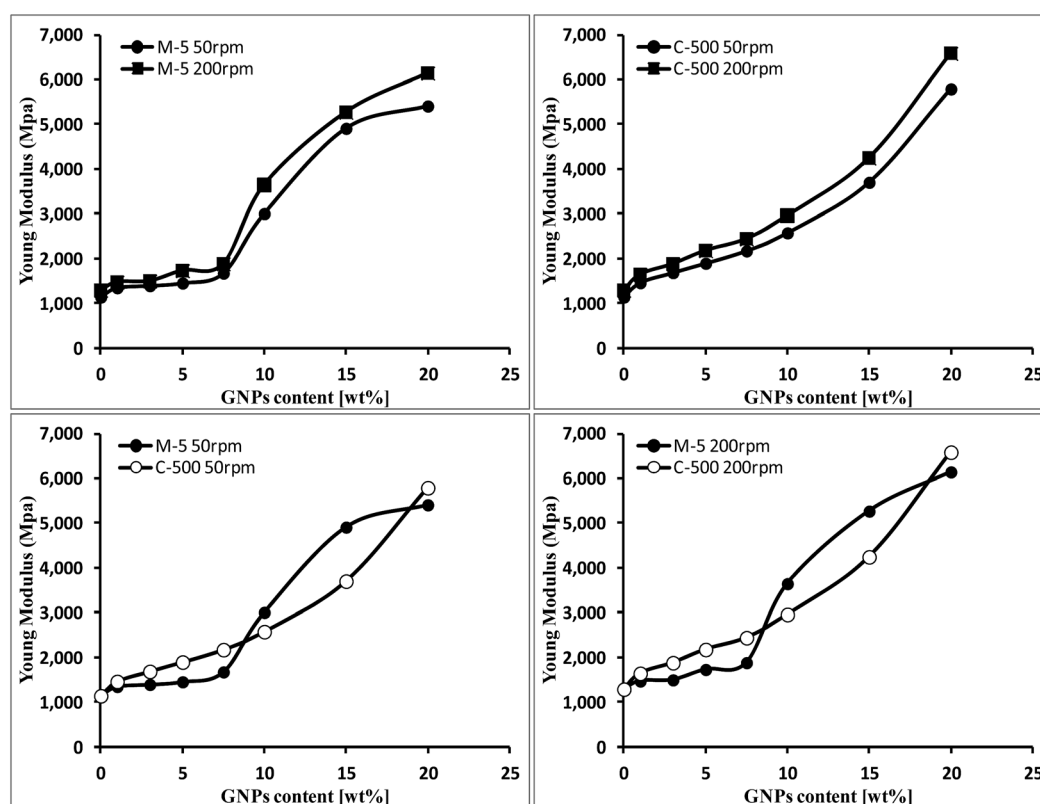 7,000
6,000
5,000
4,000
3,000
2,000
1,000
0
Young Modulus (Mpa)
M-5 50rpm
M-5 200rpm
0 5 10 15 20 25
GNPs content [wt%]
7,000
6,000
5,000
4,000
3,000
2,000
1,000
0
Young Modulus (Mpa)
C-500 50rpm
C-500 200rpm
0 5 10 15 20 25
GNPs content [wt%]
7,000
6,000
5,000
4,000
3,000
2,000
1,000
0
Young Modulus (Mpa)
M-5 50rpm
C-500 50rpm
0 5 10 15 20 25
GNPs content [wt%]
7,000
6,000
5,000
4,000
3,000
2,000
1,000
0
Young Modulus (Mpa)
M-5 200rpm
C-500 200rpm
0 5 10 15 20 25
GNPs content [wt%]